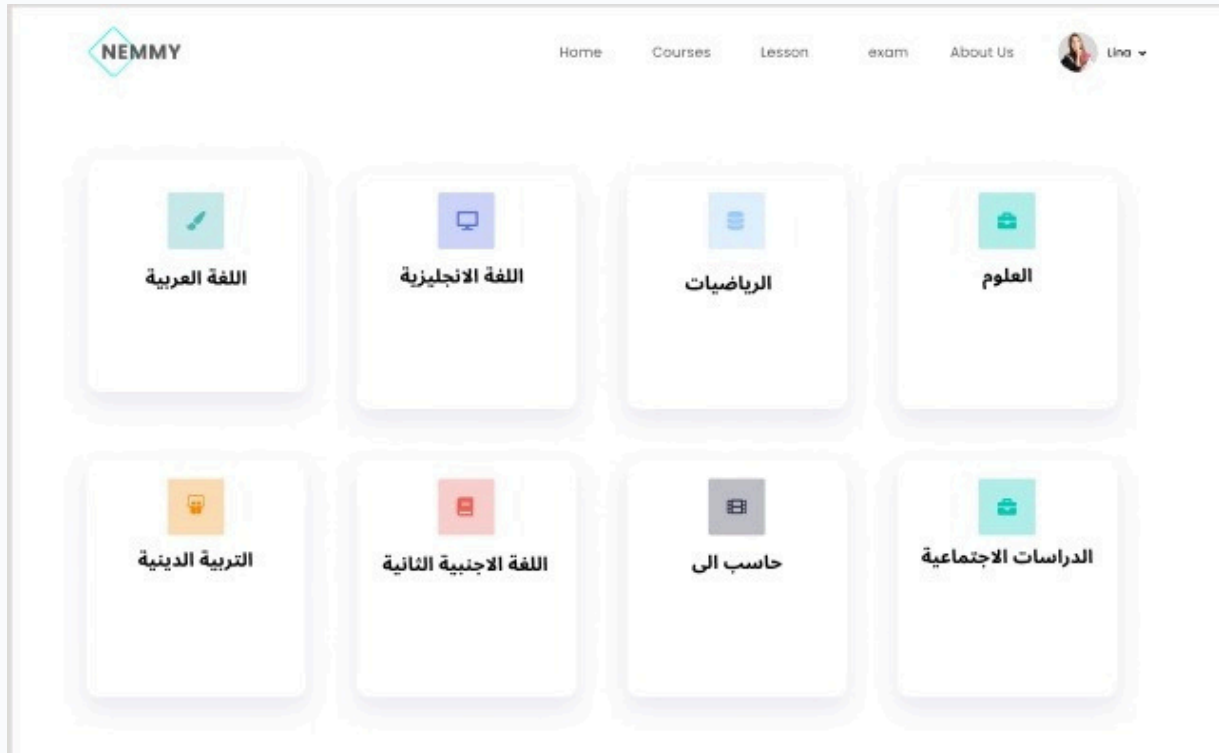 NEMMY
Home
Courses
Lesson
exam
About Us
Lina
اللغة العربية
اللغة الانجليزية
الرياضيات
العلوم
التربية الدينية
اللغة الاجنبية الثانية
حاسب الى
الدراسات الاجتماعية